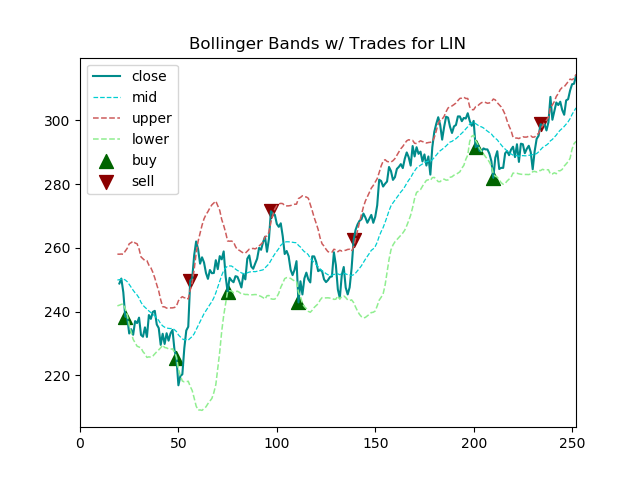 Bollinger Bands w/ Trades for LIN
close
mid
upper
lower
buy
sell
300
280
260
240
220
0 50 100 150 200 250